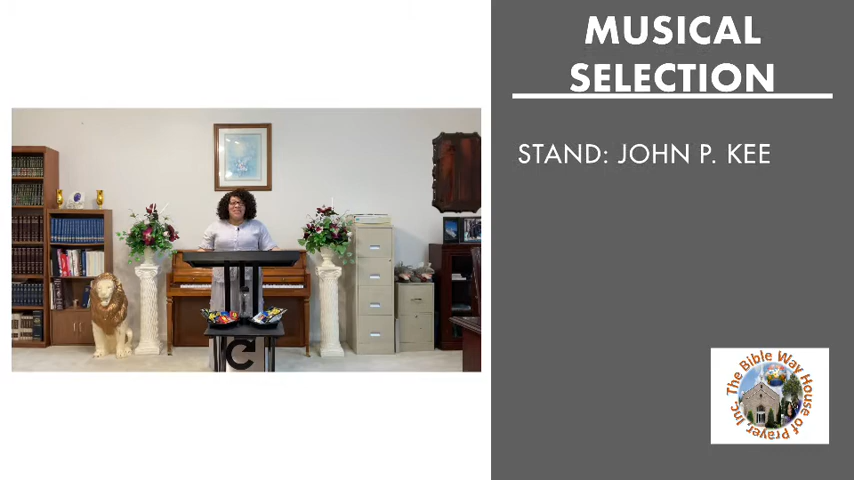 MUSICAL
SELECTION
STAND: JOHN P. KEE
The Bible Way House of Prayer, Inc.
C